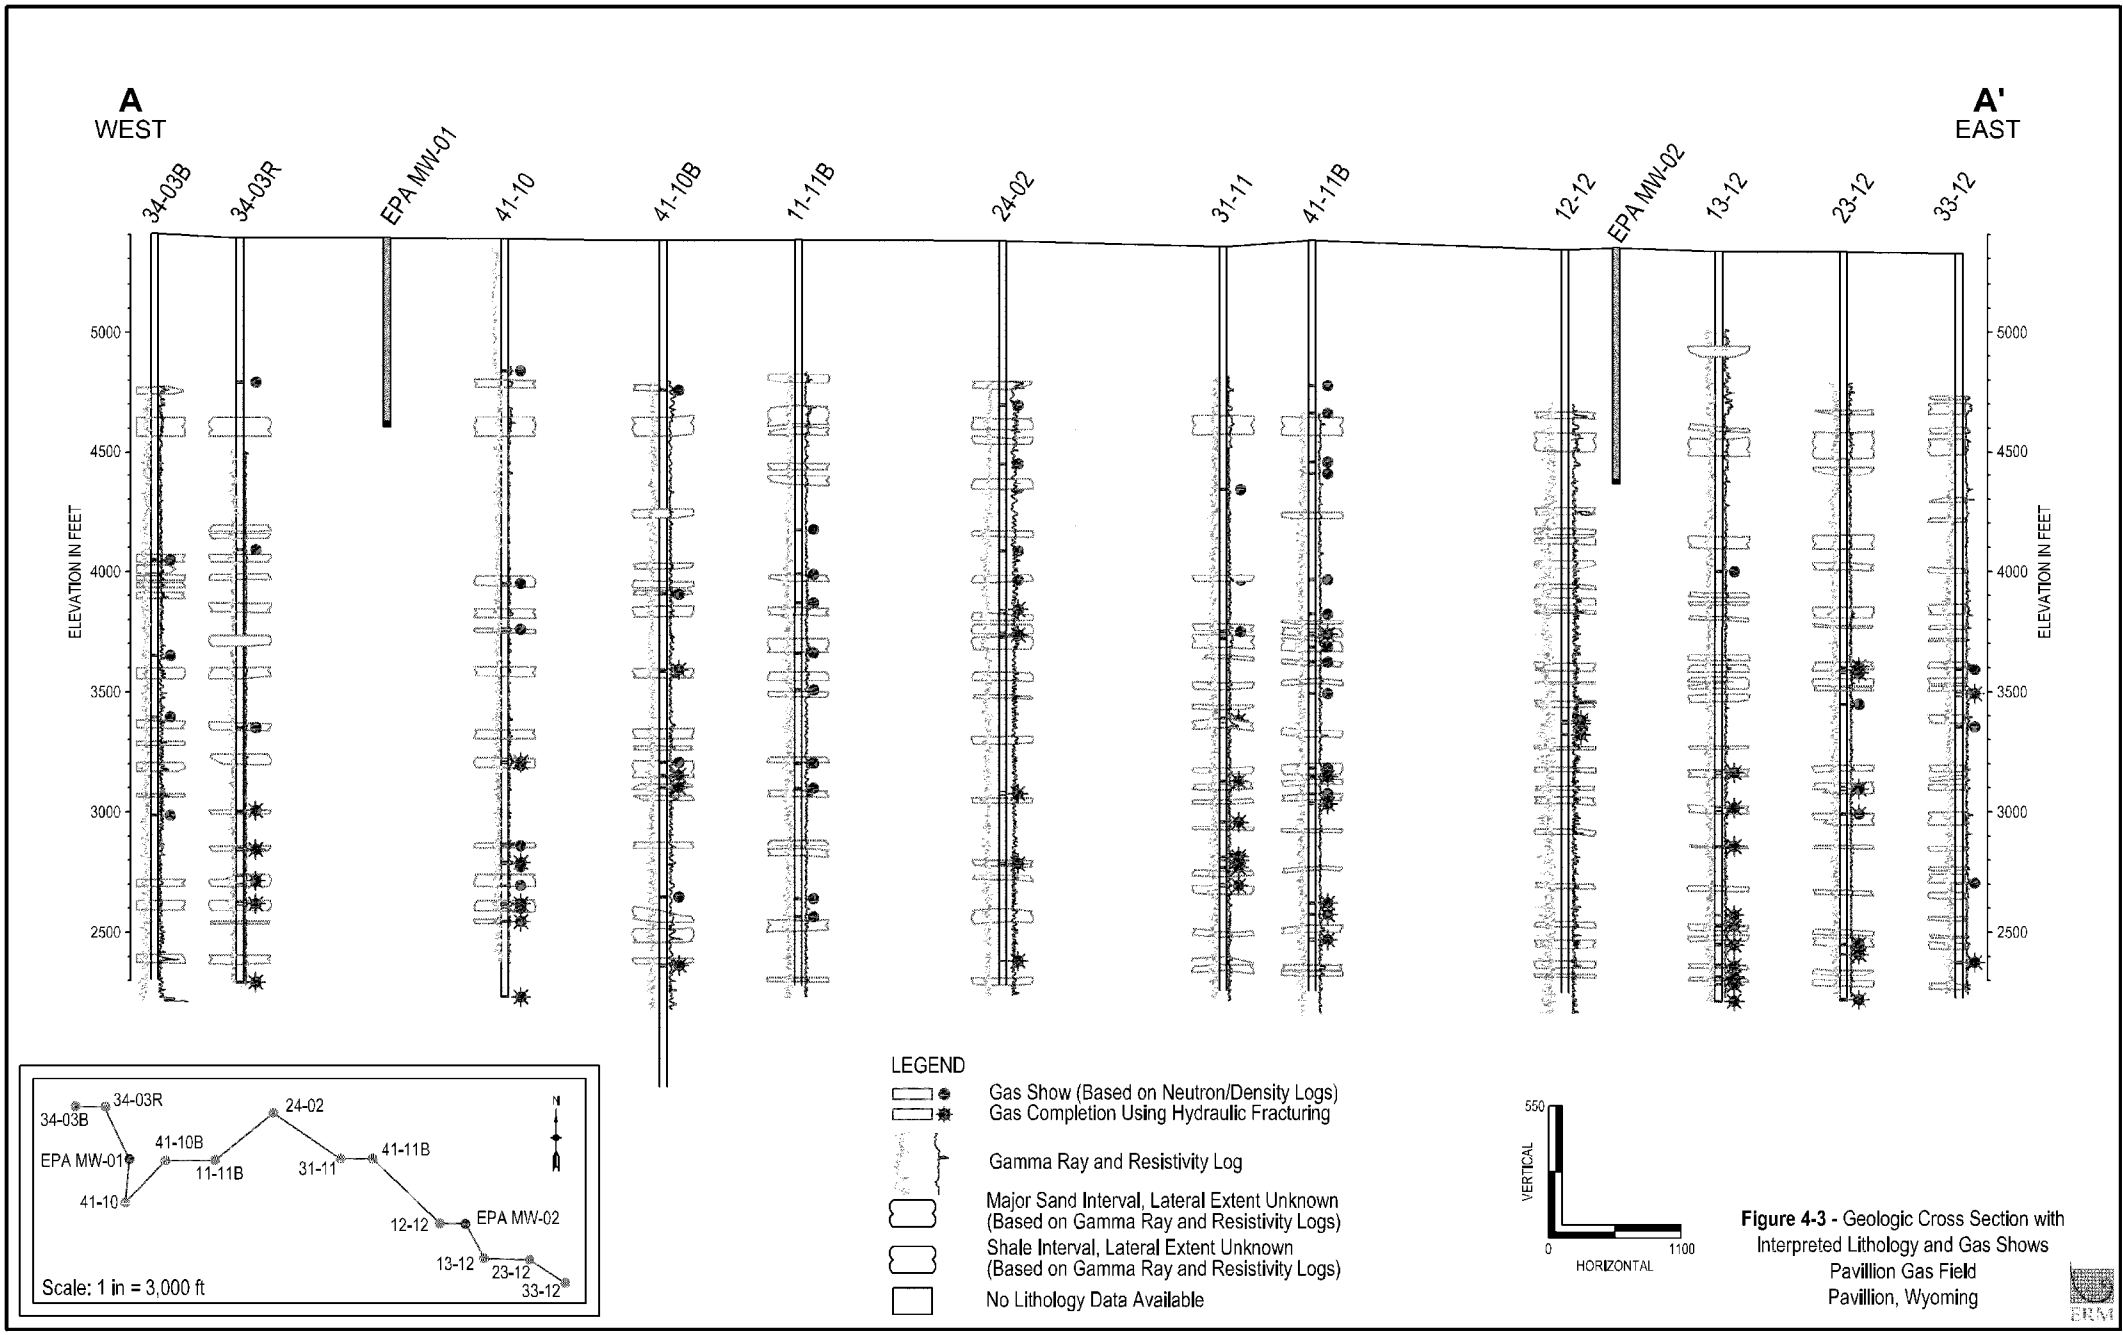 A
WEST
A'
EAST
34-03B
34-03R
EPA MW-01
41-10
41-10B
11-11B
24-02
31-11
41-11B
12-12
EPA MW-02
13-12
23-12
33-12
5000
4500
4000
3500
3000
2500
ELEVATION IN FEET
5000
4500
4000
3500
3000
2500
ELEVATION IN FEET
34-03R
34-03B
24-02
N
41-10B
41-11B
EPA MW-01
11-11B
31-11
41-10
12-12
EPA MW-02
13-12
23-12
33-12
Scale: 1 in = 3,000 ft
LEGEND
Gas Show (Based on Neutron/Density Logs)
Gas Completion Using Hydraulic Fracturing
Gamma Ray and Resistivity Log
Major Sand Interval, Lateral Extent Unknown
(Based on Gamma Ray and Resistivity Logs)
Shale Interval, Lateral Extent Unknown
(Based on Gamma Ray and Resistivity Logs)
No Lithology Data Available
550
VERTICAL
0
1100
HORIZONTAL
Figure 4-3 - Geologic Cross Section with
Interpreted Lithology and Gas Shows
Pavillion Gas Field
Pavillion, Wyoming
ERM